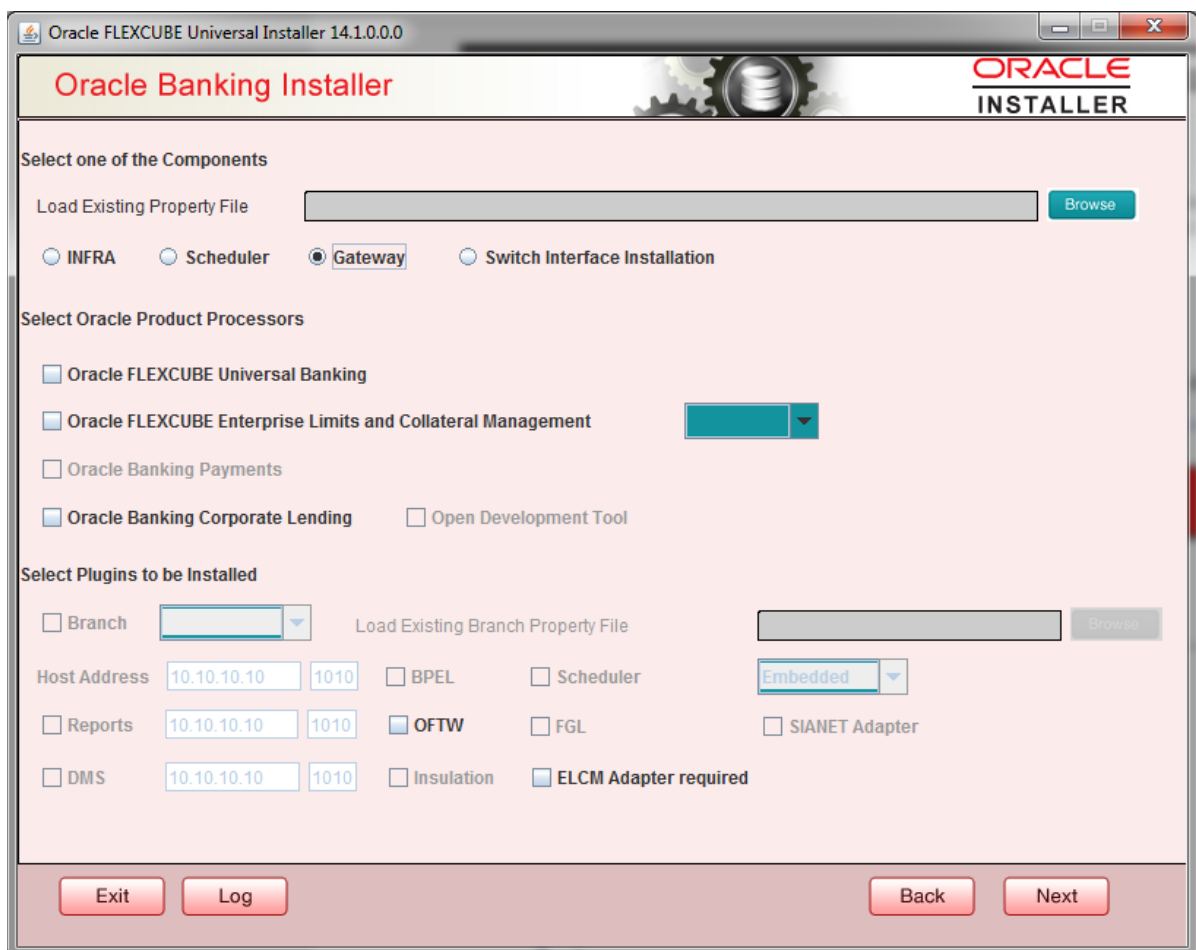 Oracle FLEXCUBE Universal Installer 14.1.0.0.0
Oracle Banking Installer
ORACLE
INSTALLER
Select one of the Components
Load Existing Property File Browse
INFRA Scheduler Gateway Switch Interface Installation
Select Oracle Product Processors
Oracle FLEXCUBE Universal Banking
Oracle FLEXCUBE Enterprise Limits and Collateral Management
Oracle Banking Payments
Oracle Banking Corporate Lending Open Development Tool
Select Plugins to be Installed
Branch Load Existing Branch Property File Browse
Host Address 10.10.10.10 1010 BPEL Scheduler Embedded
Reports 10.10.10.10 1010 OFTW FGL SIANET Adapter
DMS 10.10.10.10 1010 Insulation ELCM Adapter required
Exit Log Back Next